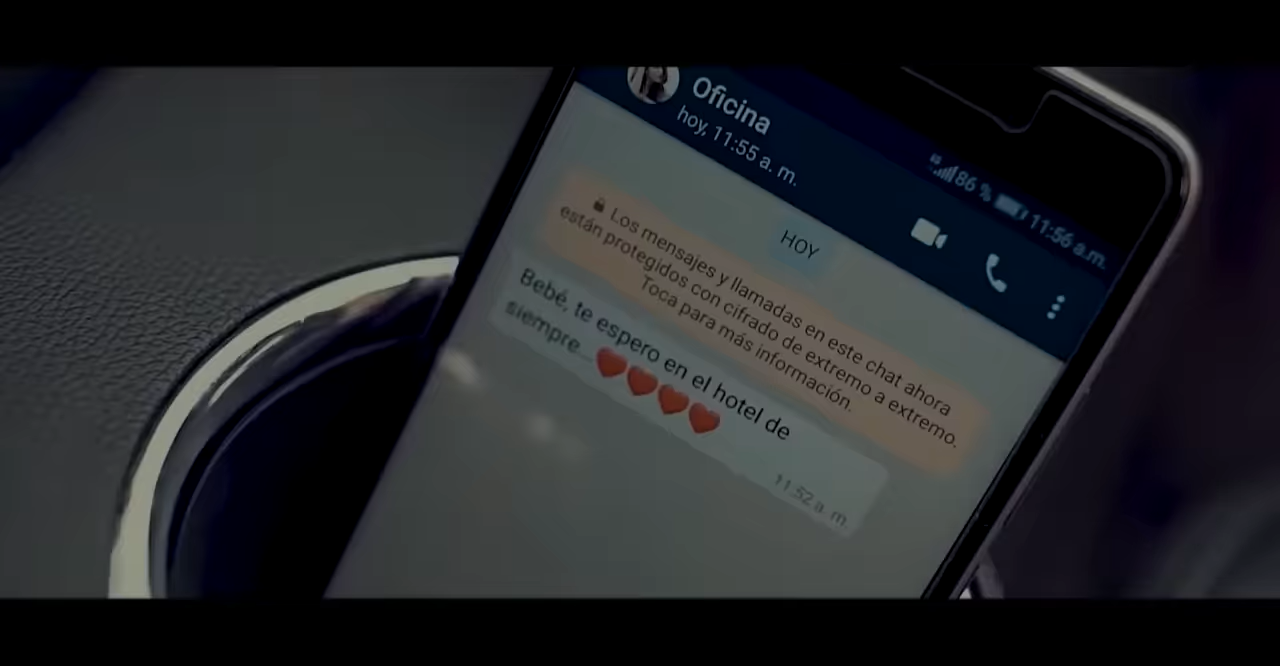 Oficina
hoy, 11:55 a. m.
86 % 11:56 a.m.
HOY
Los mensajes y llamadas en este chat ahora
están protegidos con cifrado de extremo a extremo.
Toca para más información.
Bebé, te espero en el hotel de
siempre... ❤️❤️❤️❤️
11:52 a. m.